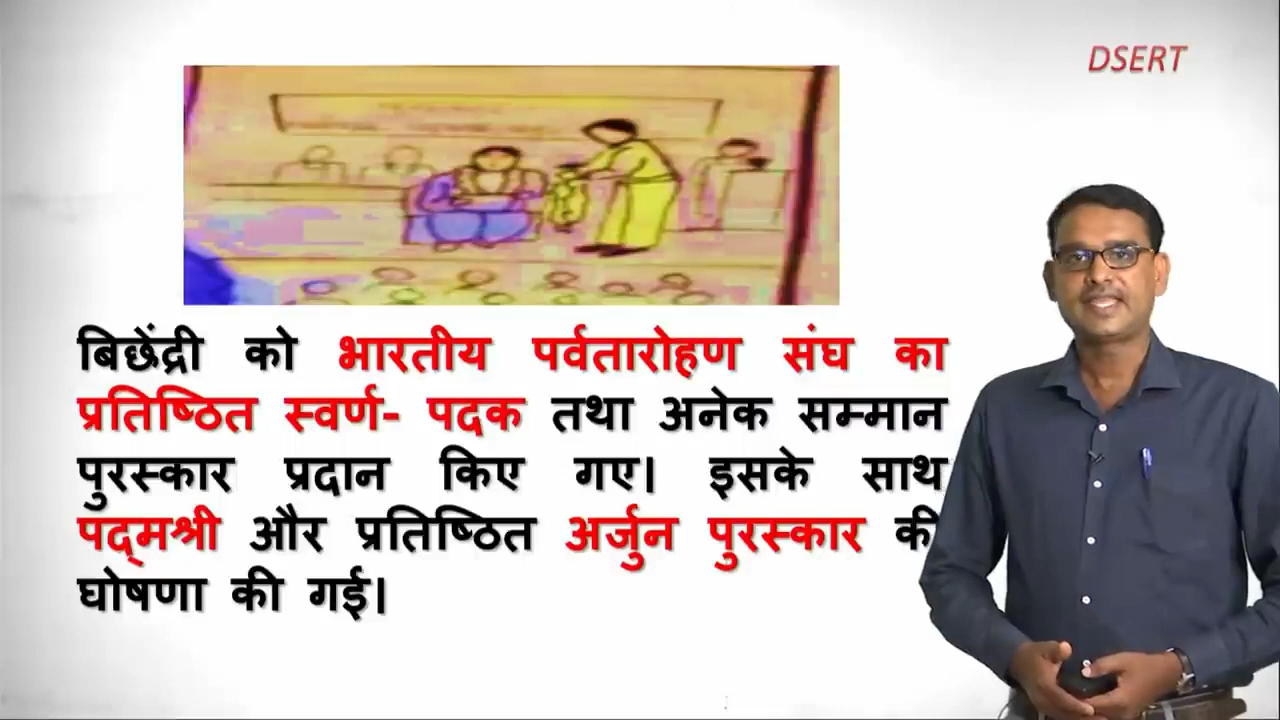 DSERT
बिछेंद्री को भारतीय पर्वतारोहण संघ का
प्रतिष्ठित स्वर्ण- पदक तथा अनेक सम्मान
पुरस्कार प्रदान किए गए। इसके साथ
पद्मश्री और प्रतिष्ठित अर्जुन पुरस्कार की
घोषणा की गई।